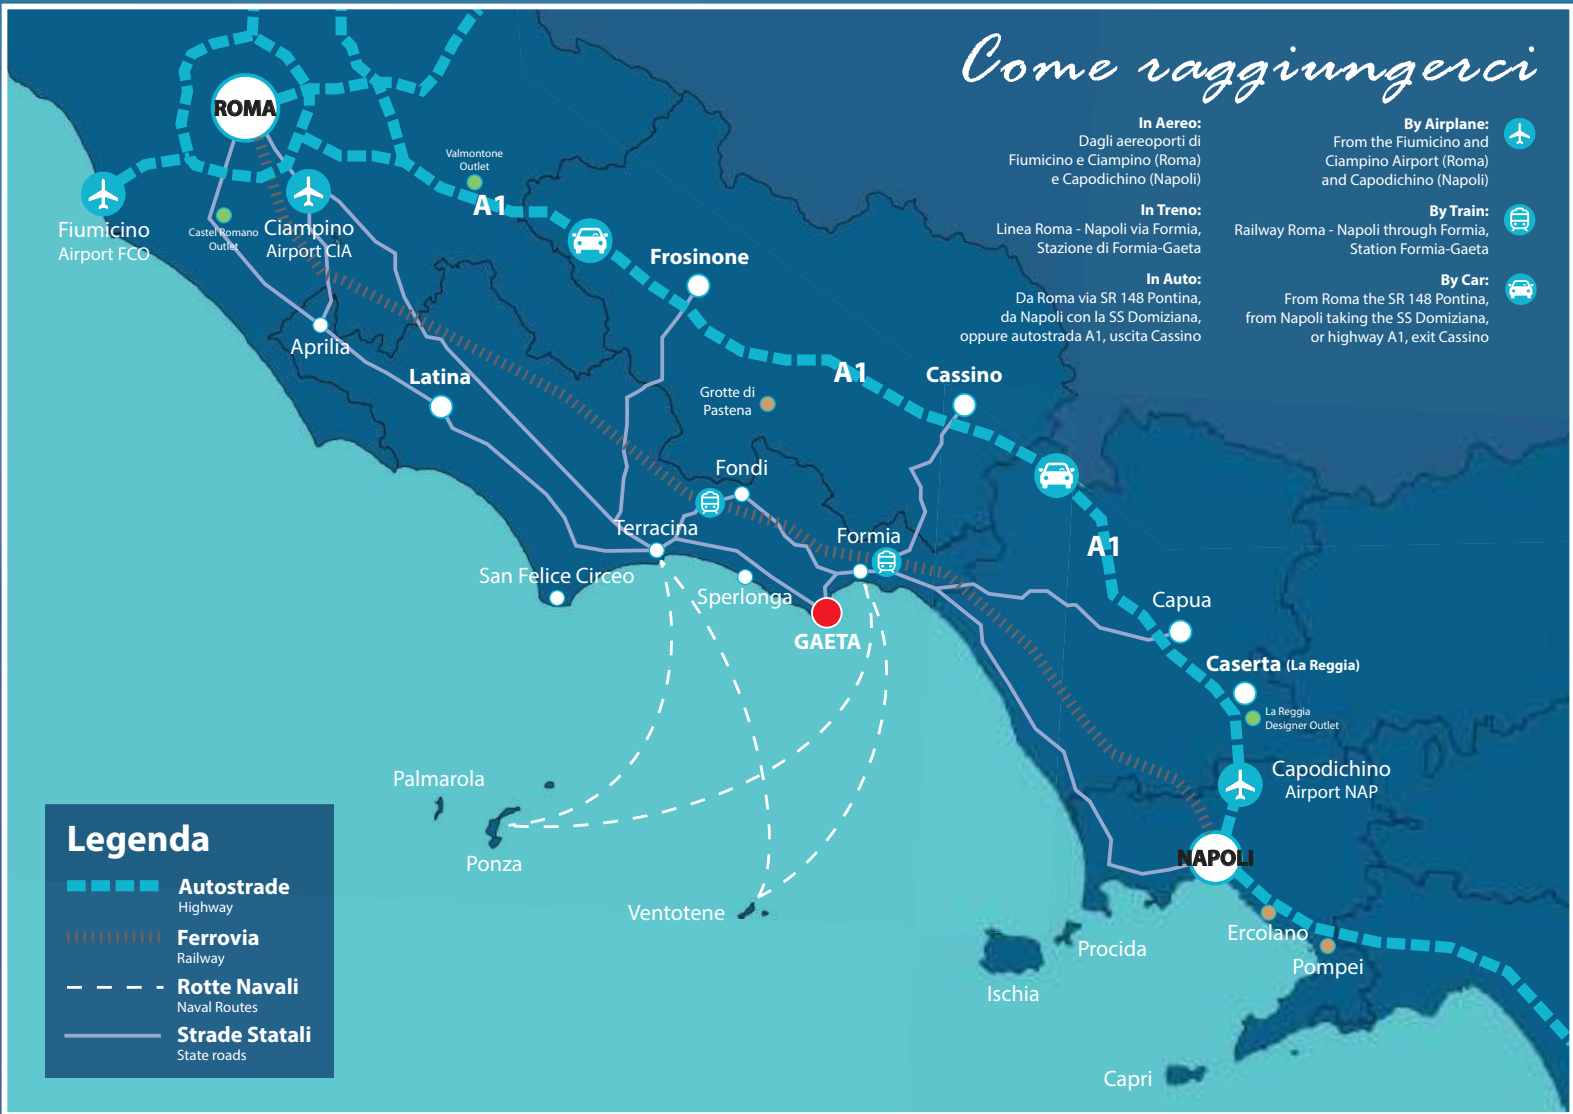 Come raggiungerci
In Aereo:
Dagli aereoporti di
Fiumicino e Ciampino (Roma)
e Capodichino (Napoli)
In Treno:
Linea Roma - Napoli via Formia,
Stazione di Formia-Gaeta
In Auto:
Da Roma via SR 148 Pontina,
da Napoli con la SS Domiziana,
oppure autostrada A1, uscita Cassino
By Airplane:
From the Fiumicino and
Ciampino Airport (Roma)
and Capodichino (Napoli)
By Train:
Railway Roma - Napoli through Formia,
Station Formia-Gaeta
By Car:
From Roma the SR 148 Pontina,
from Napoli taking the SS Domiziana,
or highway A1, exit Cassino
ROMA
Valmontone
Outlet
A1
Fiumicino
Airport FCO
Castel Romano
Outlet
Ciampino
Airport CIA
Frosinone
Aprilia
Latina
Grotte di
Pastena
A1
Cassino
Fondi
Terracina
Formia
A1
San Felice Circeo
Sperlonga
GAETA
Capua
Caserta (La Reggia)
La Reggia
Designer Outlet
Capodichino
Airport NAP
Palmarola
Ponza
Ventotene
NAPOLI
Ercolano
Pompei
Procida
Ischia
Capri
Legenda
Autostrade
Highway
Ferrovia
Railway
Rotte Navali
Naval Routes
Strade Statali
State roads